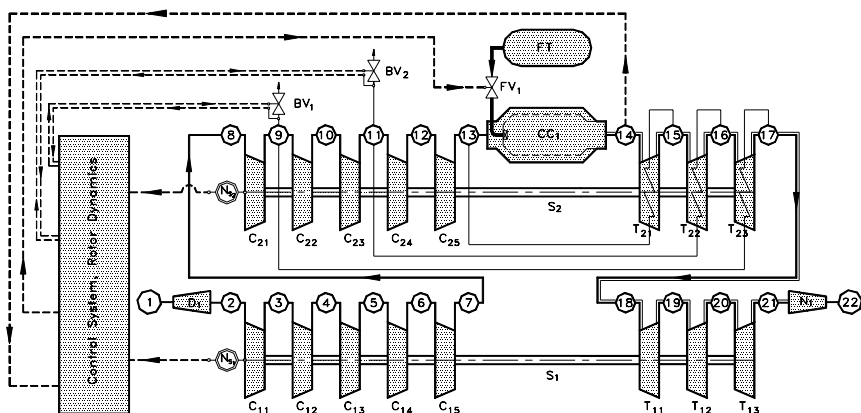 FT
BV2
FV1
BV1
CC1
8
9
10
11
12
13
14
15
16
17
NS2
S2
C21
C22
C23
C24
C25
T21
T22
T23
Control System, Rotor Dynamics
1
D1
2
3
4
5
6
7
18
19
20
21
N1
22
NS1
S1
C11
C12
C13
C14
C15
T11
T12
T13